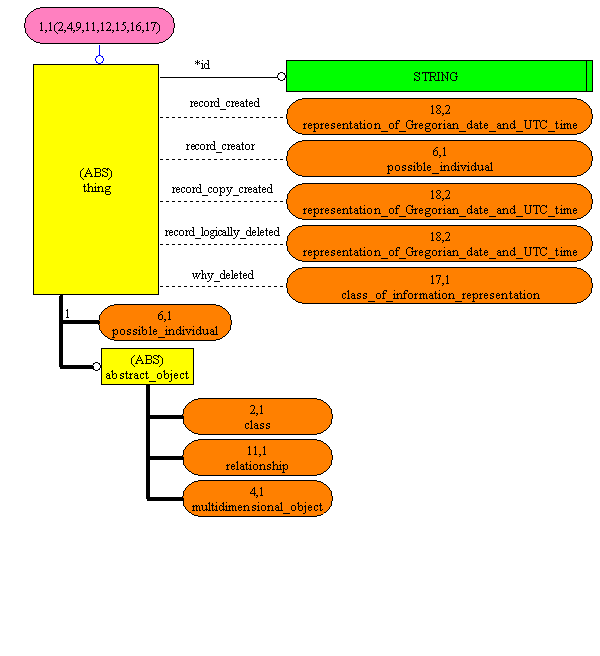 1,1(2,4,9,11,12,15,16,17)
*id
STRING
record_created
18,2
representation_of_Gregorian_date_and_UTC_time
record_creator
6,1
possible_individual
(ABS)
thing
record_copy_created
18,2
representation_of_Gregorian_date_and_UTC_time
record_logically_deleted
18,2
representation_of_Gregorian_date_and_UTC_time
why_deleted
17,1
class_of_information_representation
1
6,1
possible_individual
(ABS)
abstract_object
2,1
class
11,1
relationship
4,1
multidimensional_object